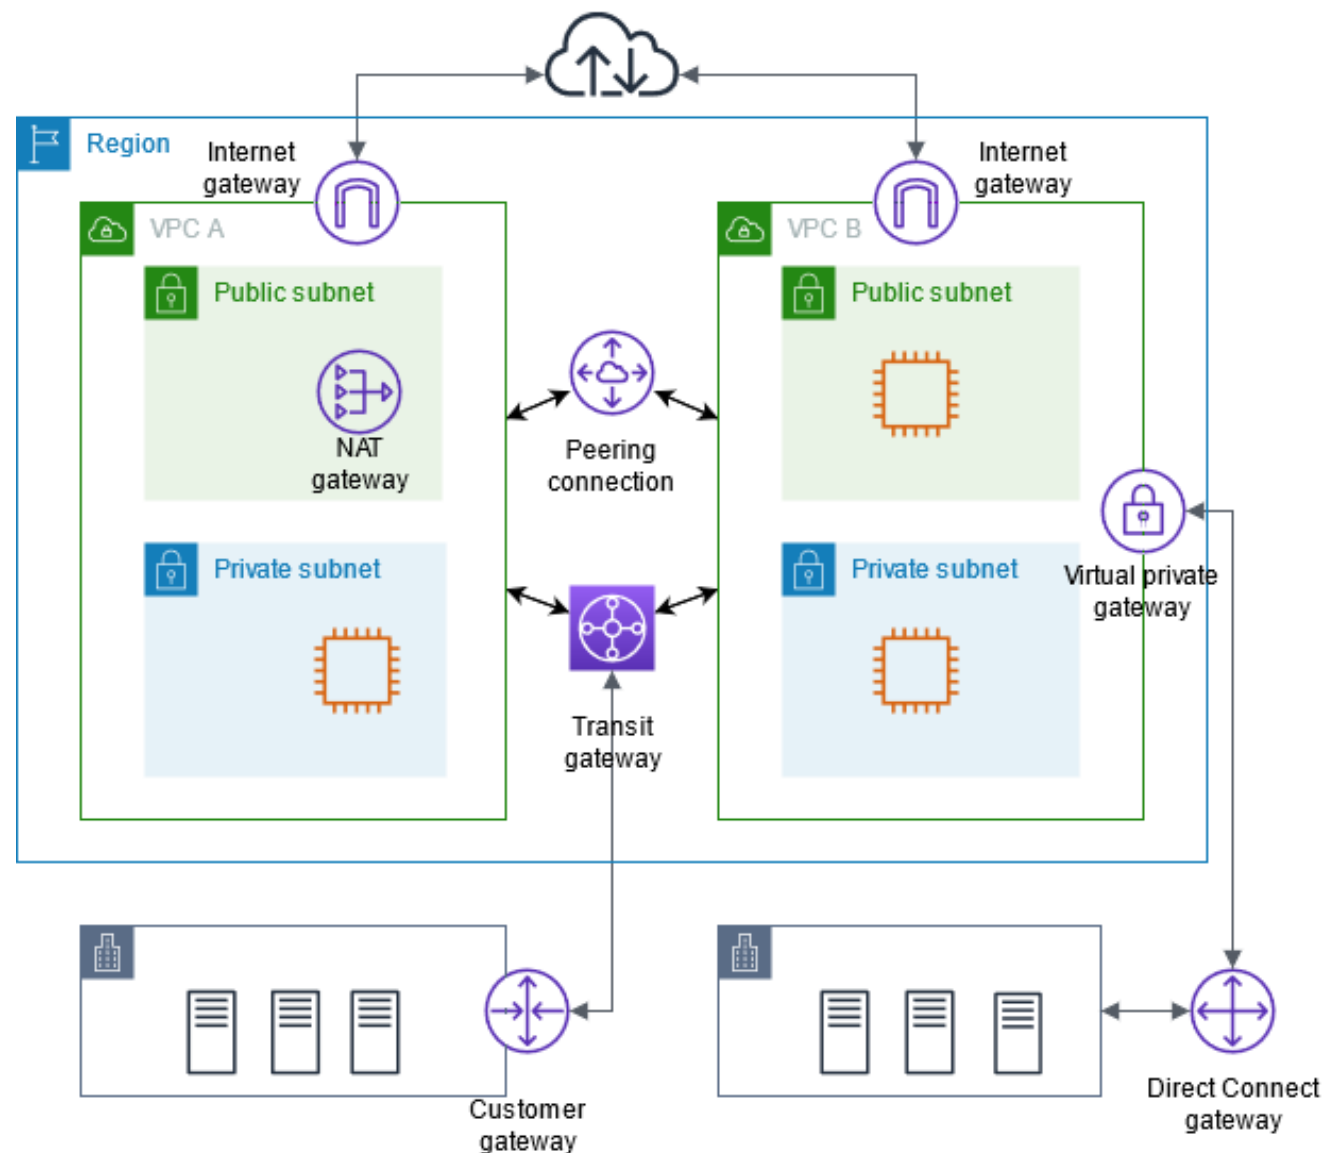 Region
Internet
gateway
Internet
gateway
VPC A
VPC B
Public subnet
Public subnet
NAT
gateway
Peering
connection
Private subnet
Private subnet
Virtual private
gateway
Transit
gateway
Customer
gateway
Direct Connect
gateway